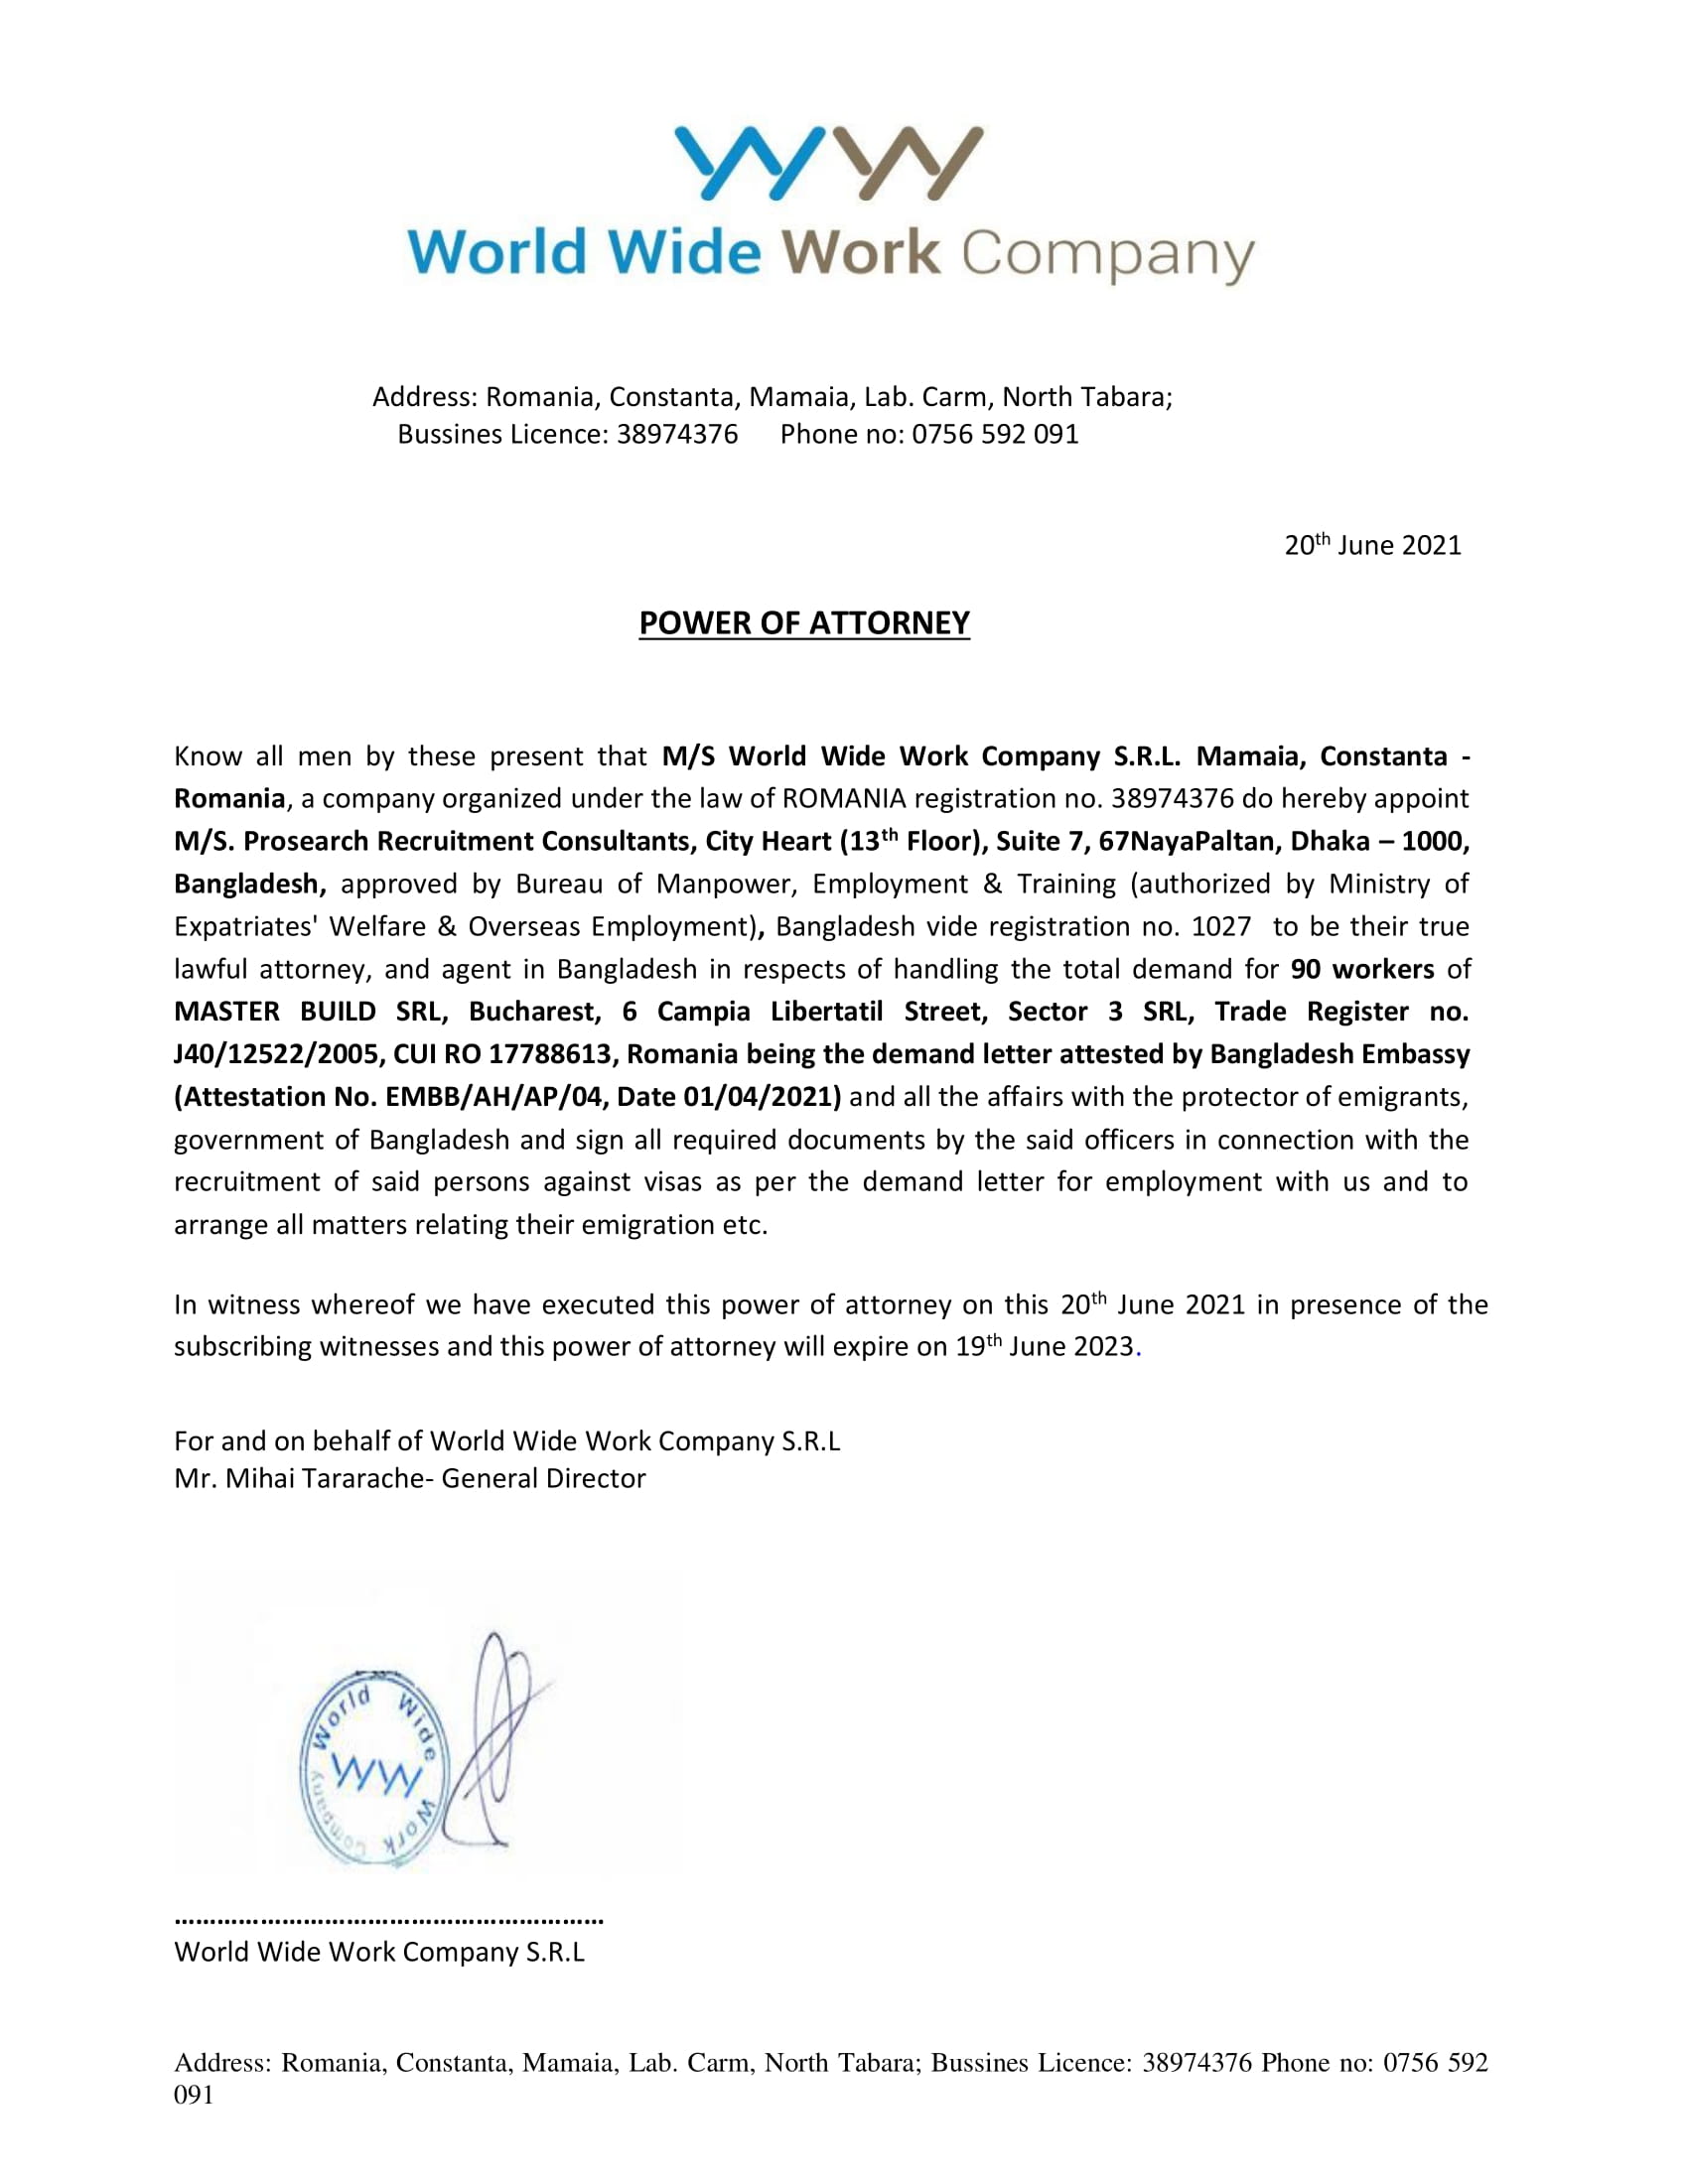 WW
World Wide Work Company
Address: Romania, Constanta, Mamaia, Lab. Carm, North Tabara;
Bussines Licence: 38974376 Phone no: 0756 592 091
20th June 2021
POWER OF ATTORNEY
Know all men by these present that M/S World Wide Work Company S.R.L. Mamaia, Constanta -
Romania, a company organized under the law of ROMANIA registration no. 38974376 do hereby appoint
M/S. Prosearch Recruitment Consultants, City Heart (13th Floor), Suite 7, 67NayaPaltan, Dhaka – 1000,
Bangladesh, approved by Bureau of Manpower, Employment & Training (authorized by Ministry of
Expatriates' Welfare & Overseas Employment), Bangladesh vide registration no. 1027 to be their true
lawful attorney, and agent in Bangladesh in respects of handling the total demand for 90 workers of
MASTER BUILD SRL, Bucharest, 6 Campia Libertatil Street, Sector 3 SRL, Trade Register no.
J40/12522/2005, CUI RO 17788613, Romania being the demand letter attested by Bangladesh Embassy
(Attestation No. EMBB/AH/AP/04, Date 01/04/2021) and all the affairs with the protector of emigrants,
government of Bangladesh and sign all required documents by the said officers in connection with the
recruitment of said persons against visas as per the demand letter for employment with us and to
arrange all matters relating their emigration etc.
In witness whereof we have executed this power of attorney on this 20th June 2021 in presence of the
subscribing witnesses and this power of attorney will expire on 19th June 2023.
For and on behalf of World Wide Work Company S.R.L
Mr. Mihai Tararache- General Director
World Wide Work Company
WW
……………………………………………………
World Wide Work Company S.R.L
Address: Romania, Constanta, Mamaia, Lab. Carm, North Tabara; Bussines Licence: 38974376 Phone no: 0756 592
091